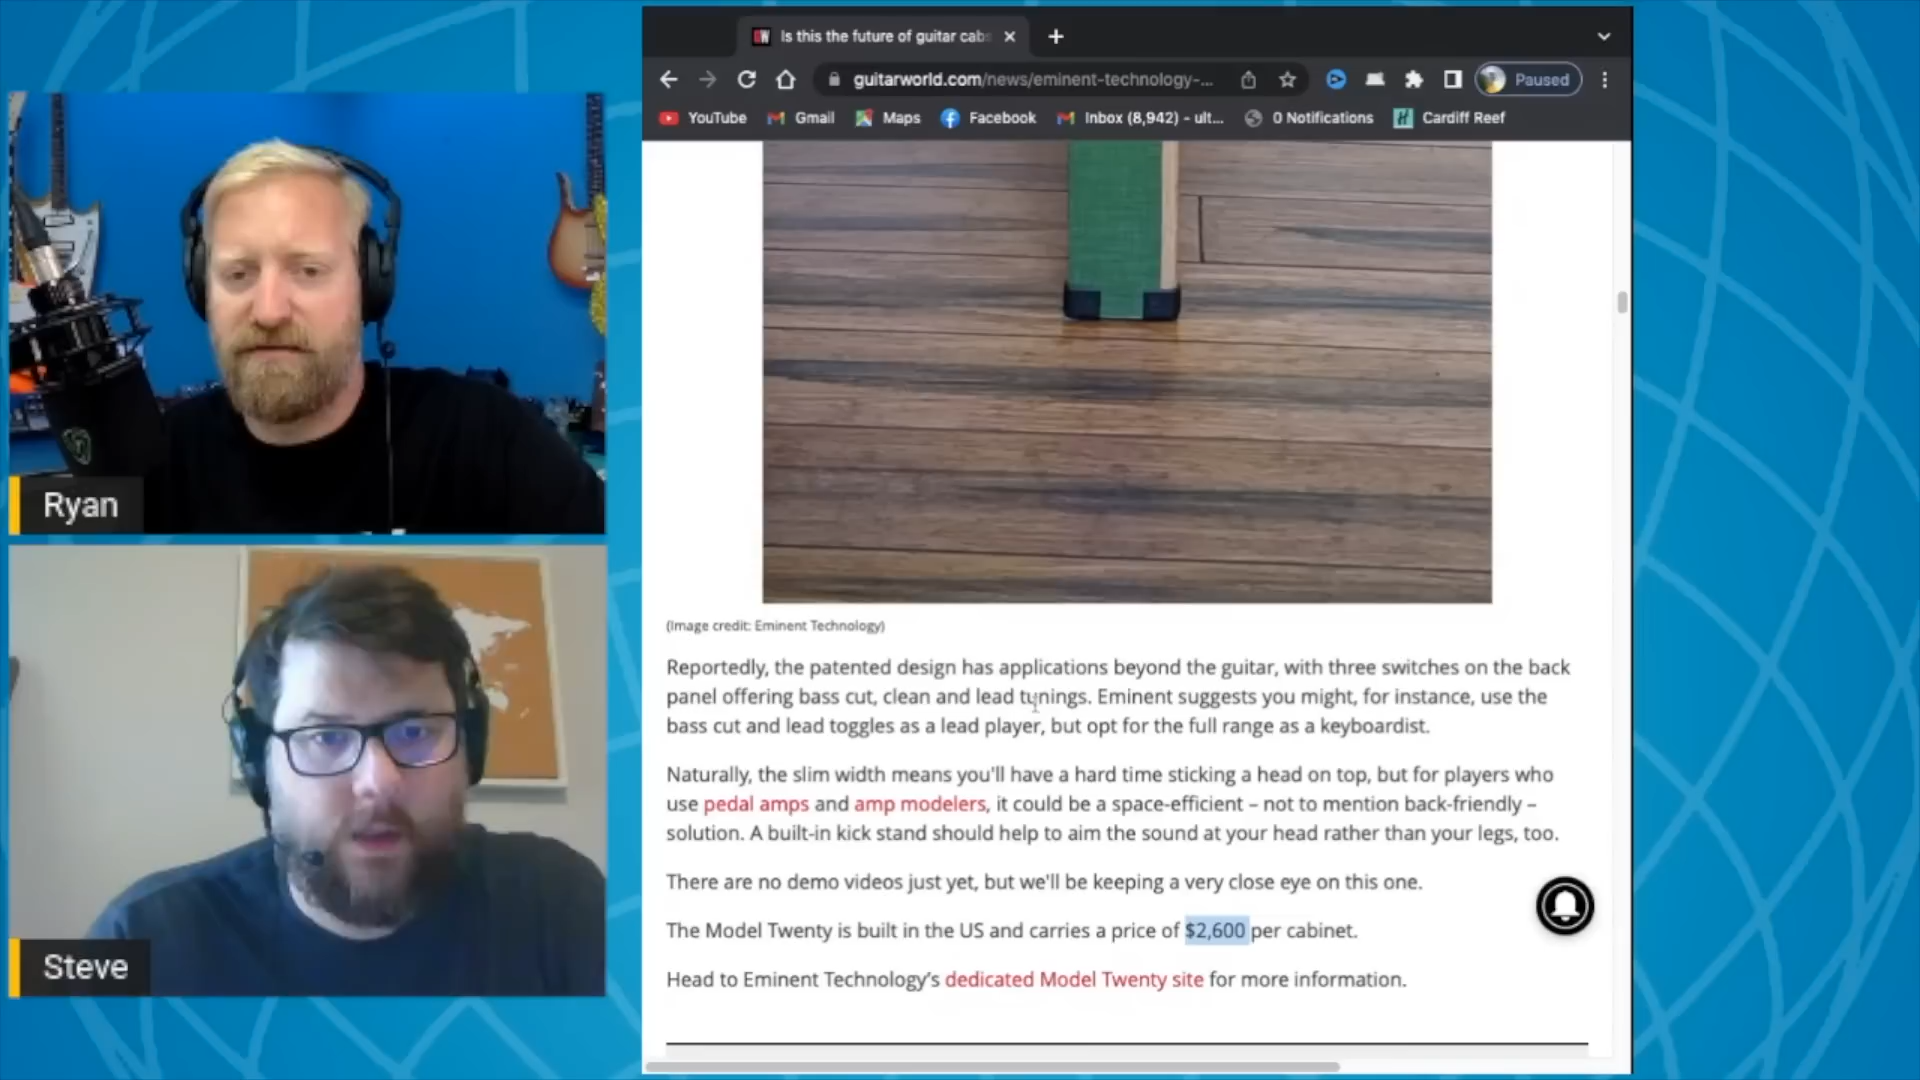 Is this the future of guitar cabs
guitarworld.com/news/eminent-technology-...
Paused
YouTube
Gmail
Maps
Facebook
Inbox (8,942) - ult...
0 Notifications
Cardiff Reef
Ryan
Steve
(Image credit: Eminent Technology)
Reportedly, the patented design has applications beyond the guitar, with three switches on the back
panel offering bass cut, clean and lead tunings. Eminent suggests you might, for instance, use the
bass cut and lead toggles as a lead player, but opt for the full range as a keyboardist.
Naturally, the slim width means you'll have a hard time sticking a head on top, but for players who
use pedal amps and amp modelers, it could be a space-efficient – not to mention back-friendly –
solution. A built-in kick stand should help to aim the sound at your head rather than your legs, too.
There are no demo videos just yet, but we'll be keeping a very close eye on this one.
The Model Twenty is built in the US and carries a price of $2,600 per cabinet.
Head to Eminent Technology’s dedicated Model Twenty site for more information.